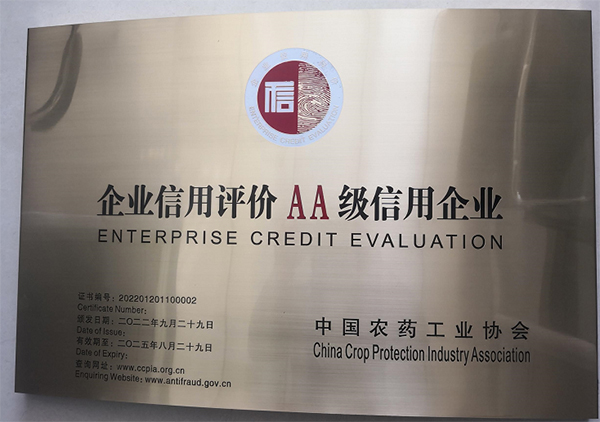 信
ENTERPRISE CREDIT EVALUATION
企业信用评价 AA 级信用企业
ENTERPRISE CREDIT EVALUATION
证书编号：202201201100002
Certificate Number:
颁发日期：二〇二二年九月二十九日
Date of Issue:
有效期至：二〇二五年八月二十九日
Date of Expiry:
查询网址：www.ccpia.org.cn
Enquiring Website: www.antifraud.gov.cn
中国农药工业协会
China Crop Protection Industry Association